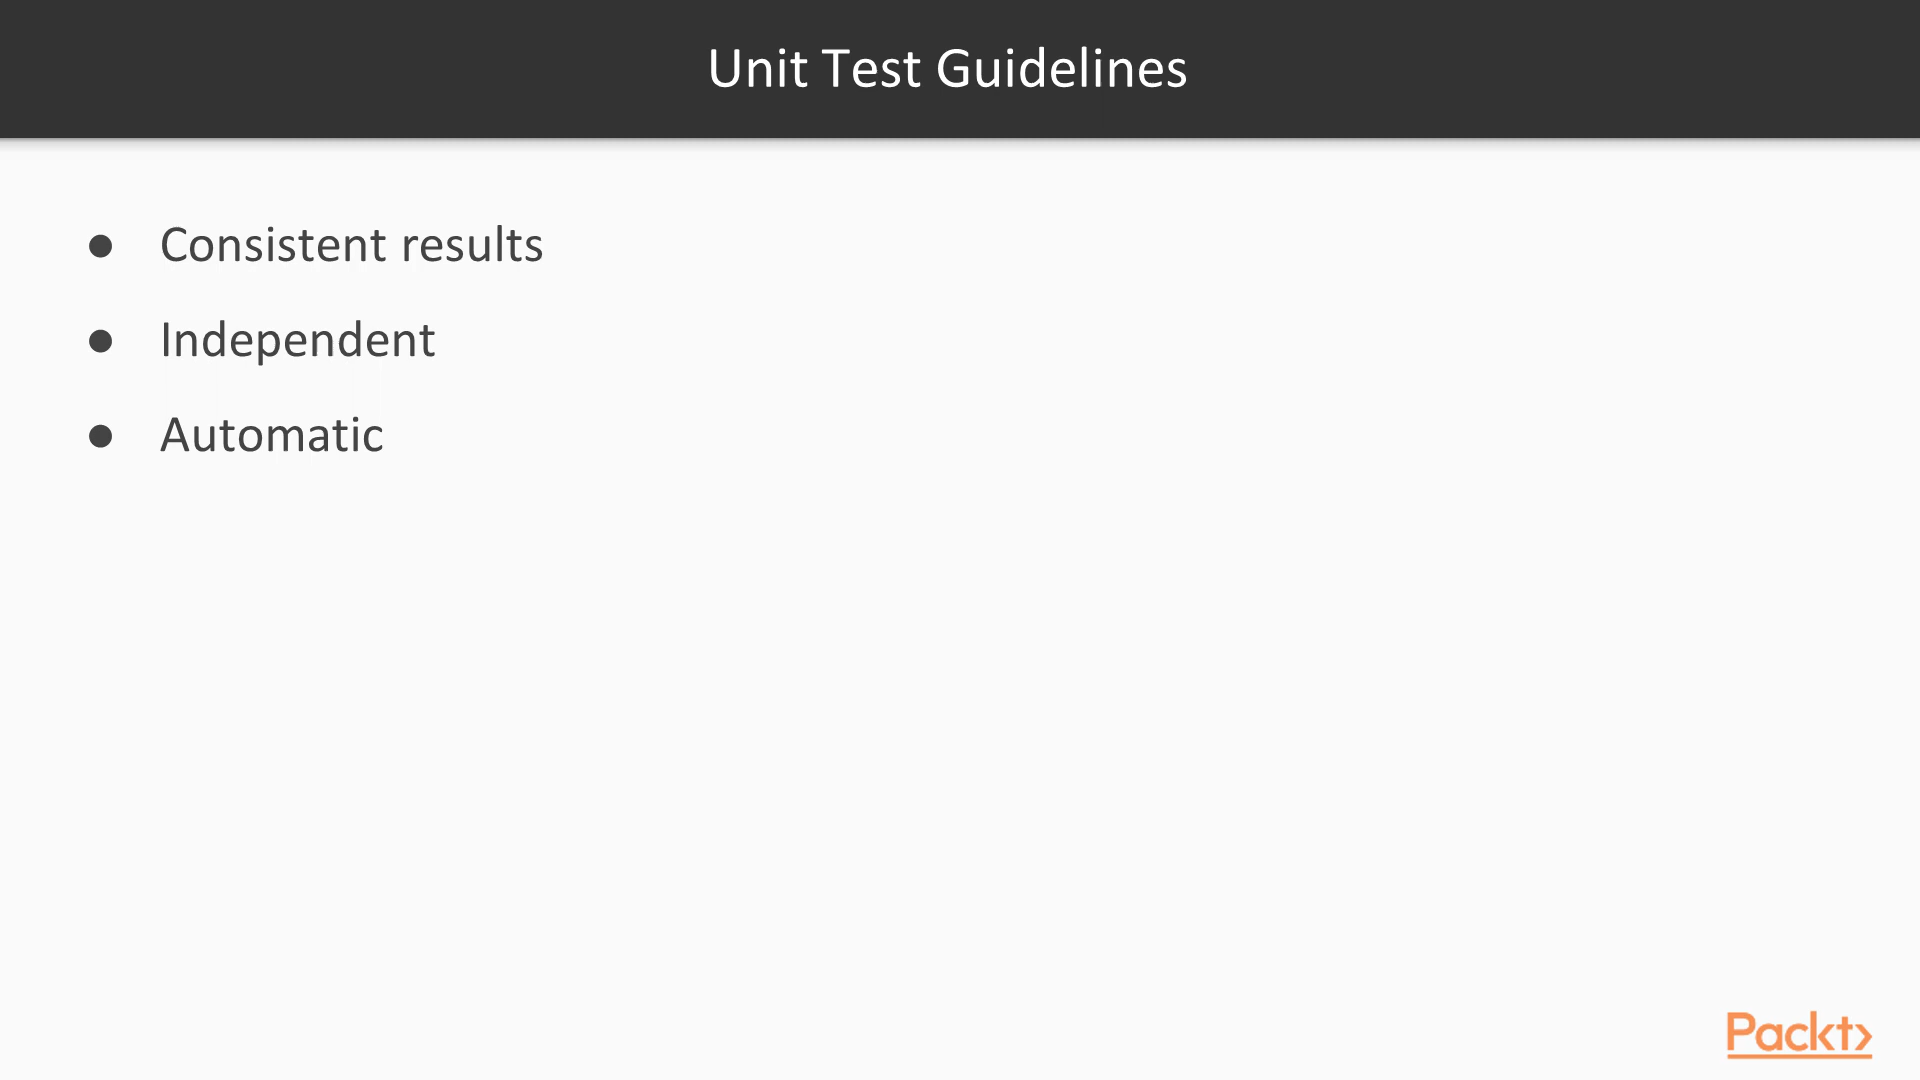 Unit Test Guidelines
● Consistent results
● Independent
● Automatic
Packt>